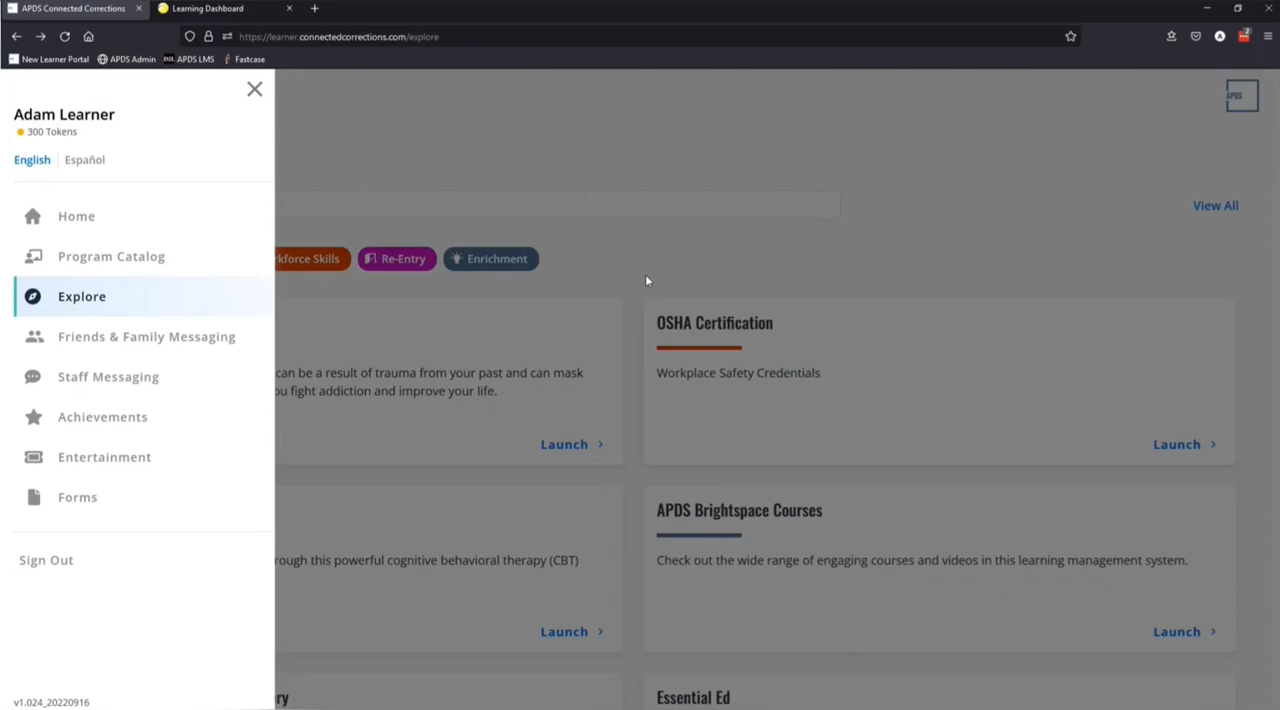 APDS Connected Corrections
Learning Dashboard
https://learner.connectedcorrections.com/explore
2
New Learner Portal
APDS Admin
APDS LMS
Fastcase
Adam Learner
300 Tokens
English
Español
Home
Program Catalog
Explore
Friends & Family Messaging
Staff Messaging
Achievements
Entertainment
Forms
Sign Out
v1.024_20220916
APDS
View All
rkforce Skills
Re-Entry
Enrichment
can be a result of trauma from your past and can mask
ou fight addiction and improve your life.
Launch
OSHA Certification
Workplace Safety Credentials
Launch
rough this powerful cognitive behavioral therapy (CBT)
Launch
APDS Brightspace Courses
Check out the wide range of engaging courses and videos in this learning management system.
Launch
ry
Essential Ed